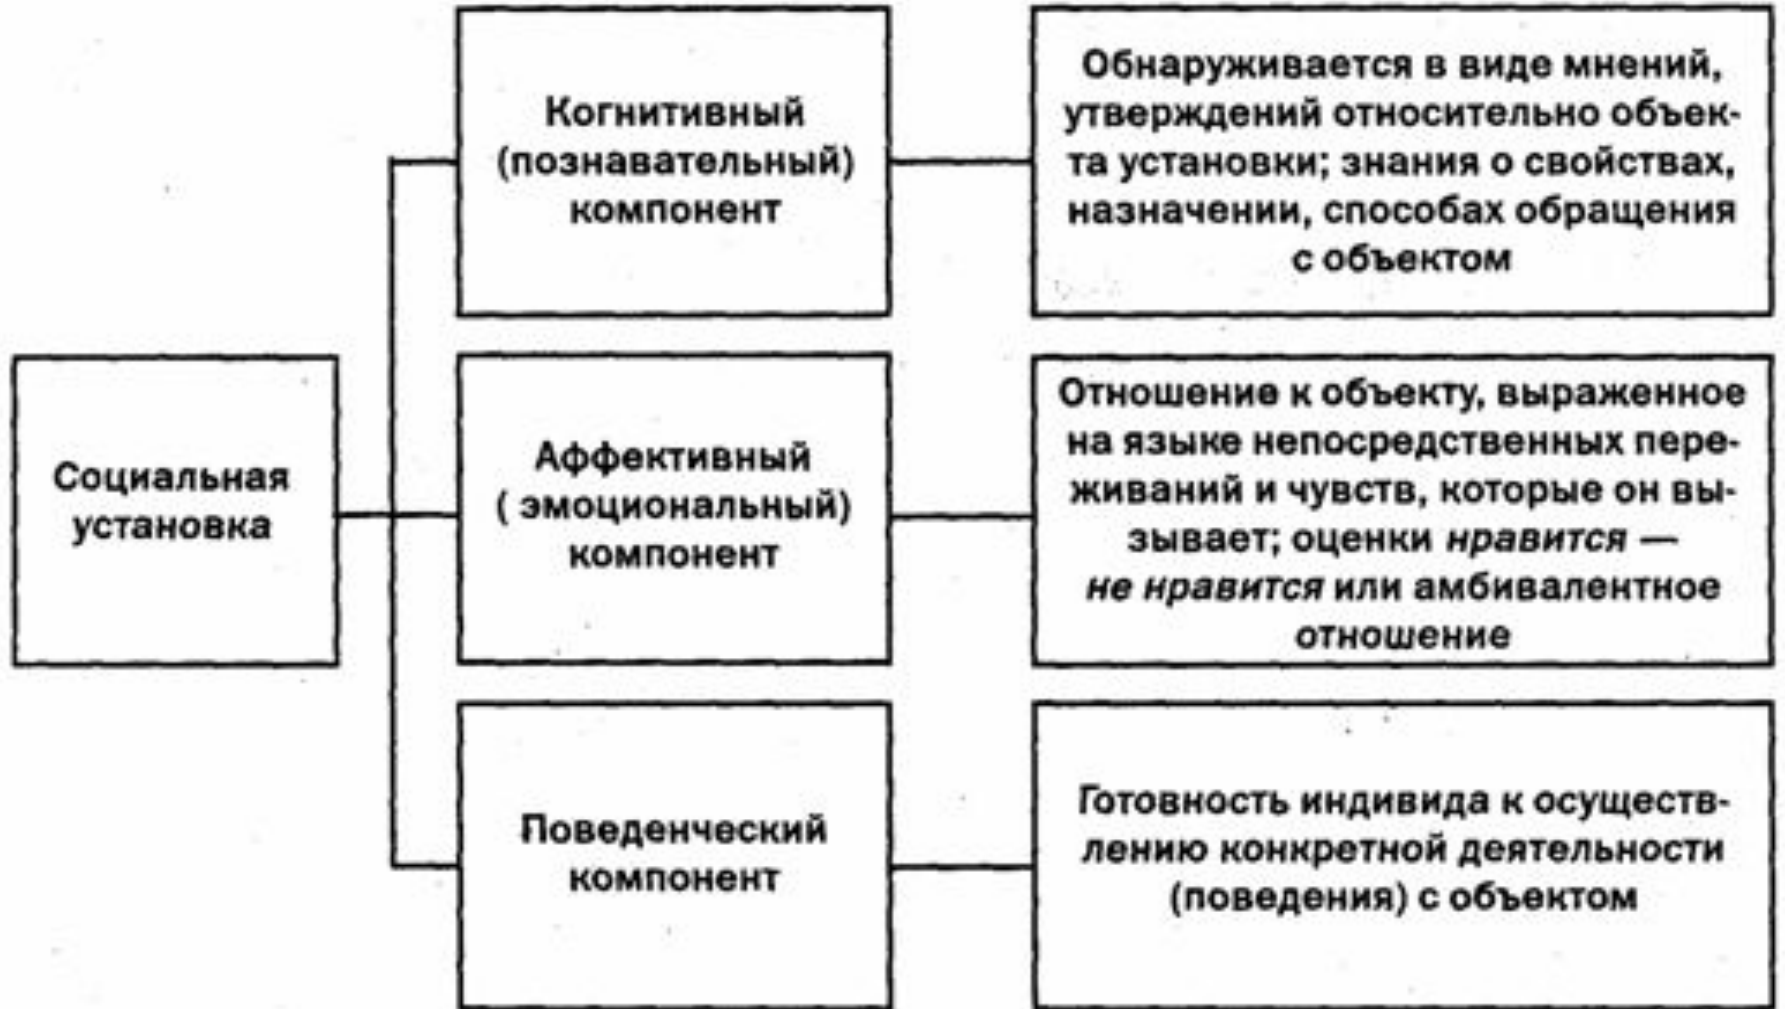 Социальная
установка
Когнитивный
(познавательный)
компонент
Обнаруживается в виде мнений,
утверждений относительно объек-
та установки; знания о свойствах,
назначении, способах обращения
с объектом
Аффективный
( эмоциональный)
компонент
Отношение к объекту, выраженное
на языке непосредственных пере-
живаний и чувств, которые он вы-
зывает; оценки нравится —
не нравится или амбивалентное
отношение
Поведенческий
компонент
Готовность индивида к осуществ-
лению конкретной деятельности
(поведения) с объектом